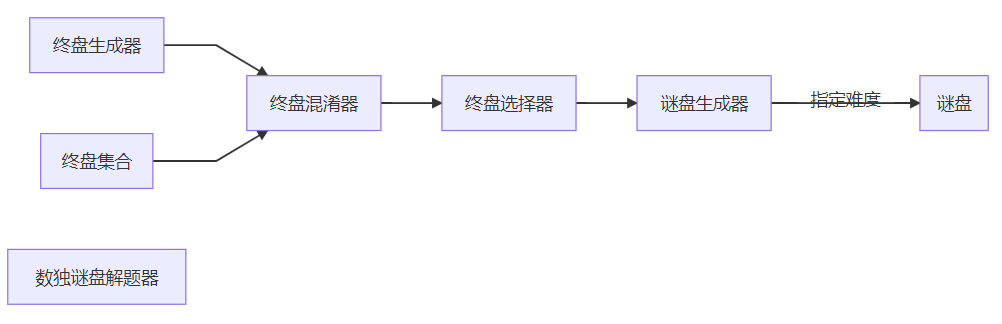 终盘生成器
终盘集合
终盘混淆器
终盘选择器
谜盘生成器
指定难度
谜盘
数独谜盘解题器